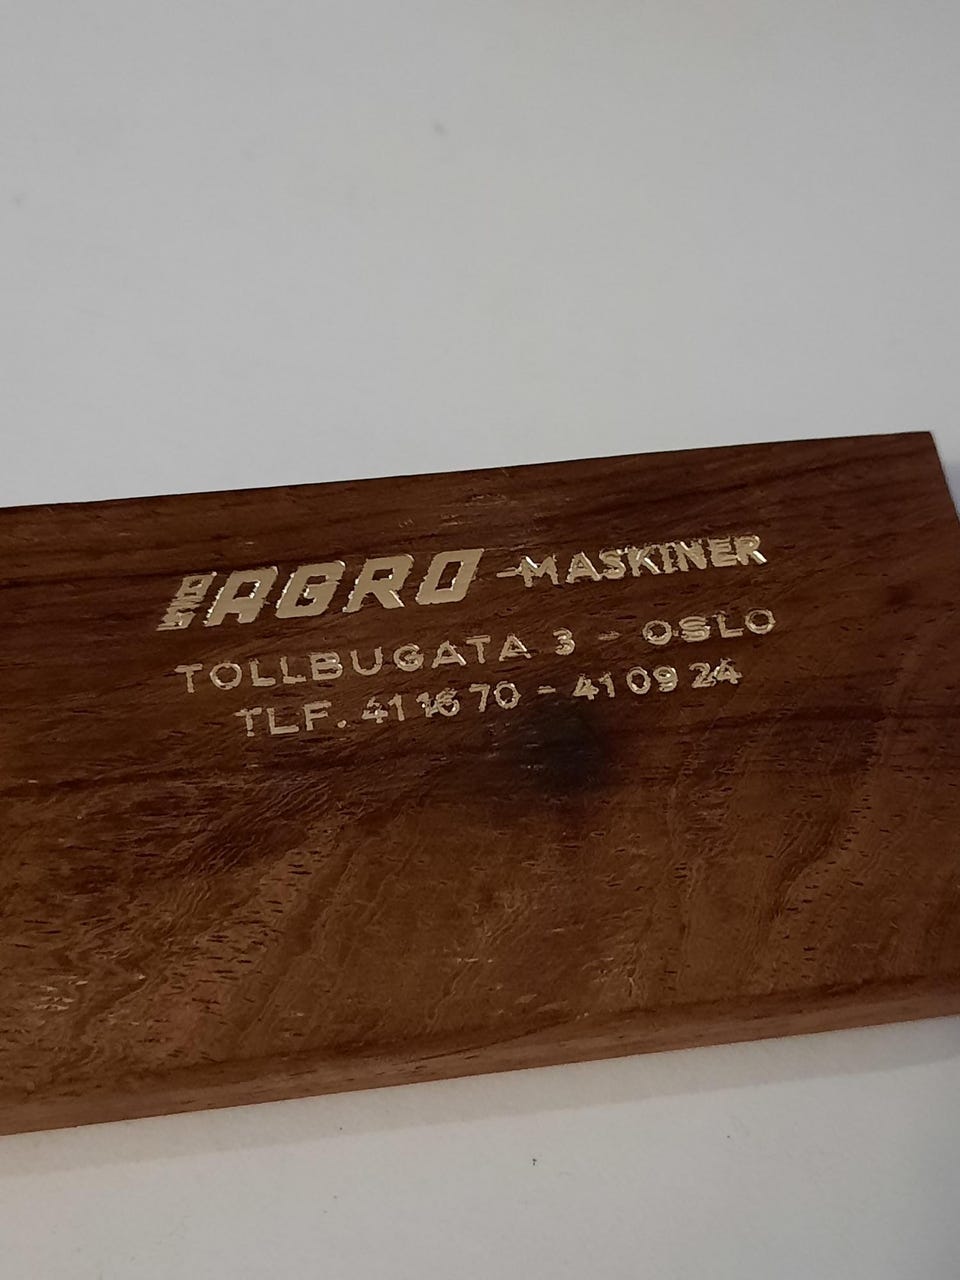 AGRO-MASKINER
TOLLBUGATA 3 - OSLO
TLF. 41 16 70 - 41 09 24